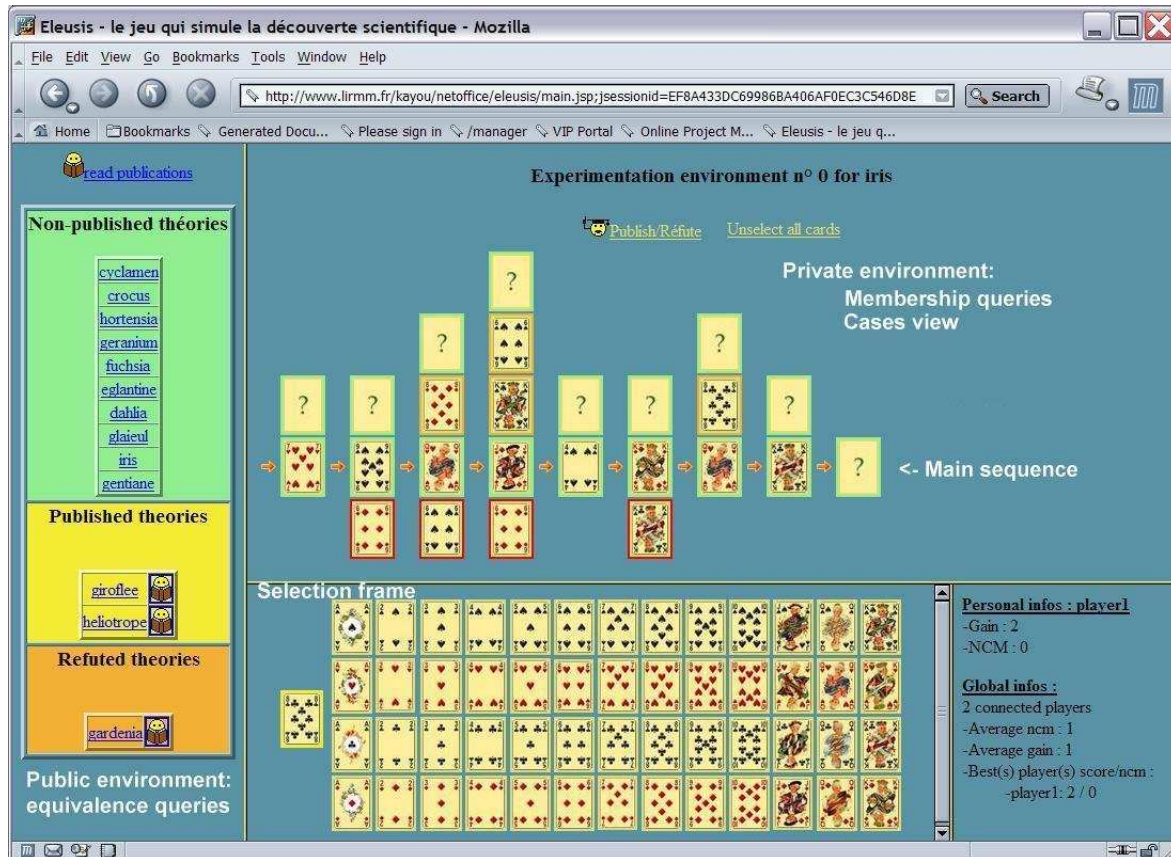 Eleusis - le jeu qui simule la découverte scientifique - Mozilla
File Edit View Go Bookmarks Tools Window Help
http://www.lirmm.fr/kayou/netoffice/eleusis/main.jsp;jsessionid=EF8A433DC69986BA406AF0EC3C546D8E Search
Home Bookmarks Generated Docu... Please sign in /manager VIP Portal Online Project M... Eleusis - le jeu q...
read publications
Non-published théories
cyclamen
crocus
hortensia
geranium
fuchsia
eglantine
dahlia
glaieul
iris
gentiane
Published theories
giroflee
heliotrope
Refuted theories
gardenia
Public environment:
equivalence queries
Experimentation environment n° 0 for iris
Publish/Réfute Unselect all cards
Private environment:
Membership queries
Cases view
?
? ?
? ? ? ? ?
<- Main sequence
?
Selection frame
Personal infos : player1
-Gain : 2
-NCM : 0
Global infos :
2 connected players
-Average ncm : 1
-Average gain : 1
-Best(s) player(s) score/ncm :
-player1: 2 / 0